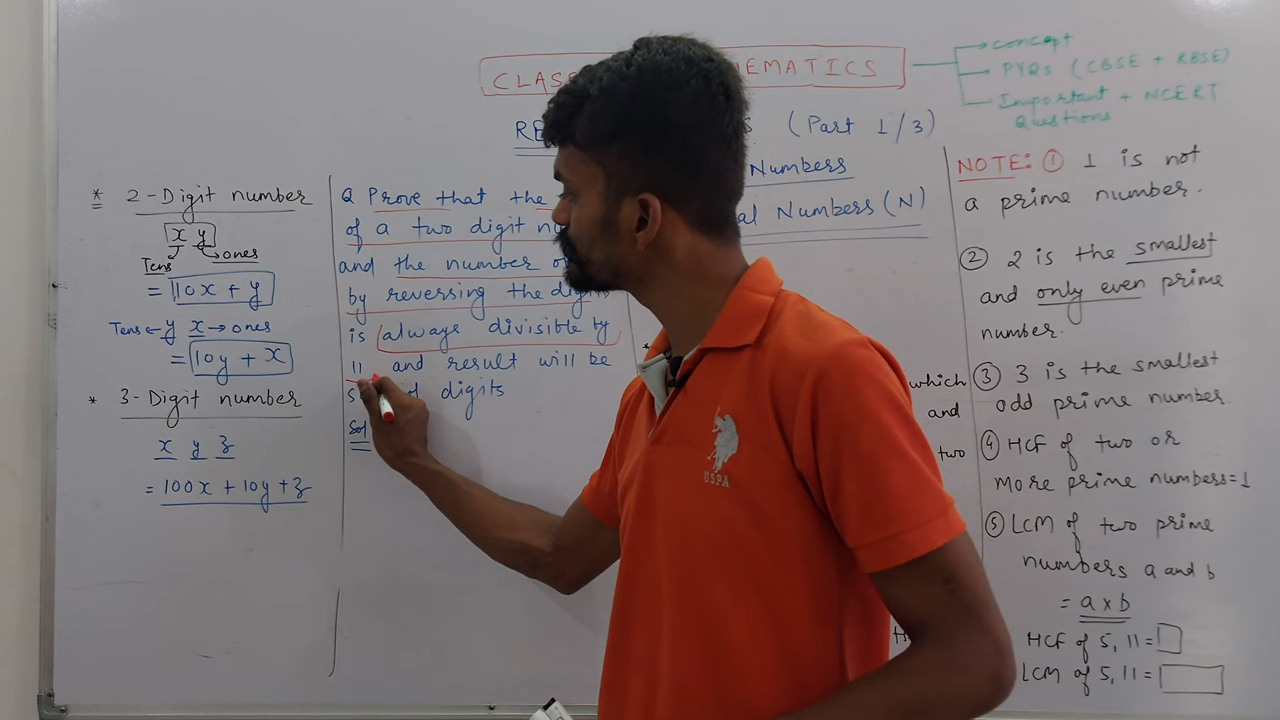 CLASS EMATICS
concept
PYQs (CBSE + RBSE)
Important + NCERT
Questions
(Part 1/3)
Numbers
Numbers (N)
* 2-Digit number
x y
Tens ones
= 10x + y
Tens ← y x → ones
= 10y + x
* 3-Digit number
x y z
= 100x + 10y + z
Q Prove that the
of a two digit
and the number
by reversing the digits
is always divisible by
11 and result will be
of digits
Sol
which
and
two
NOTE: ① 1 is not
a prime number.
② 2 is the smallest
and only even prime
number.
③ 3 is the smallest
odd prime number.
④ HCF of two or
more prime numbers=1
⑤ LCM of two prime
numbers a and b
= a x b
HCF of 5, 11 =
LCM of 5, 11 =
USPA